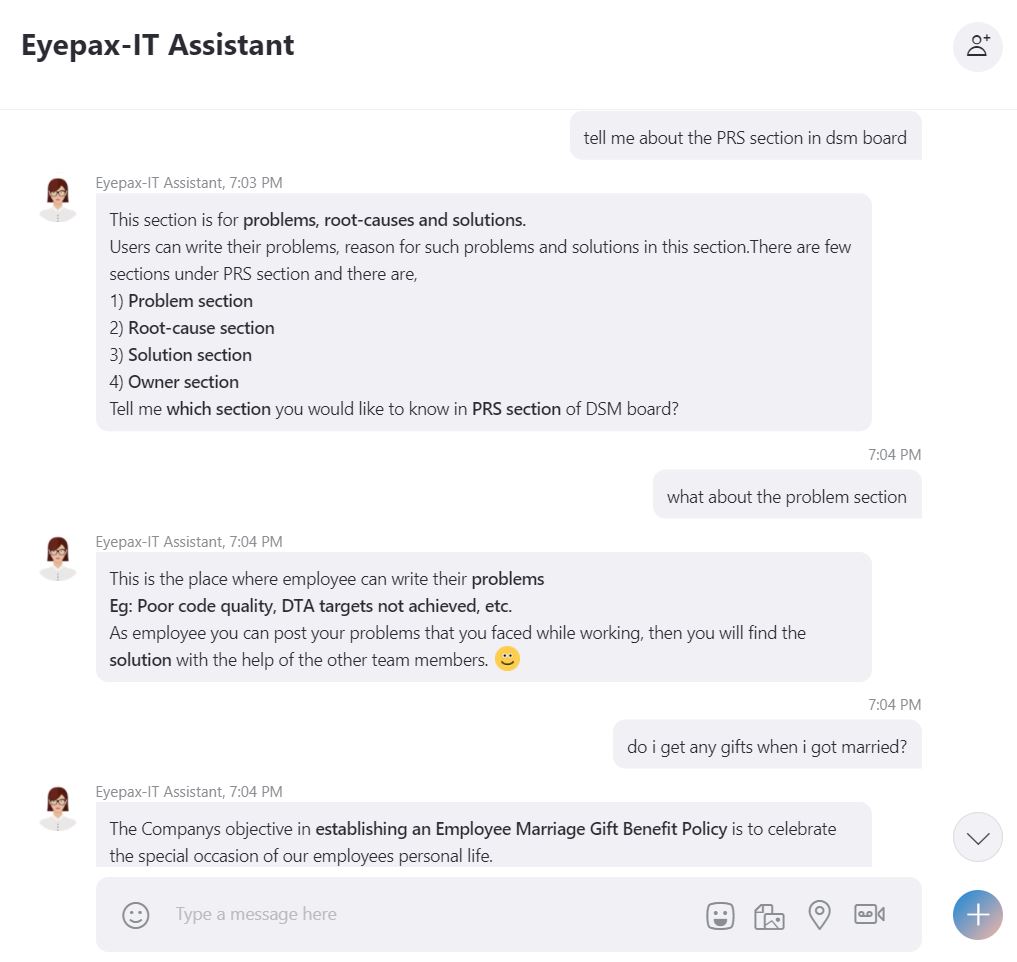 Eyepax-IT Assistant
tell me about the PRS section in dsm board
Eyepax-IT Assistant, 7:03 PM
This section is for problems, root-causes and solutions.
Users can write their problems, reason for such problems and solutions in this section.There are few
sections under PRS section and there are,
1) Problem section
2) Root-cause section
3) Solution section
4) Owner section
Tell me which section you would like to know in PRS section of DSM board?
7:04 PM
what about the problem section
Eyepax-IT Assistant, 7:04 PM
This is the place where employee can write their problems
Eg: Poor code quality, DTA targets not achieved, etc.
As employee you can post your problems that you faced while working, then you will find the
solution with the help of the other team members.
7:04 PM
do i get any gifts when i got married?
Eyepax-IT Assistant, 7:04 PM
The Companys objective in establishing an Employee Marriage Gift Benefit Policy is to celebrate
the special occasion of our employees personal life.
Type a message here